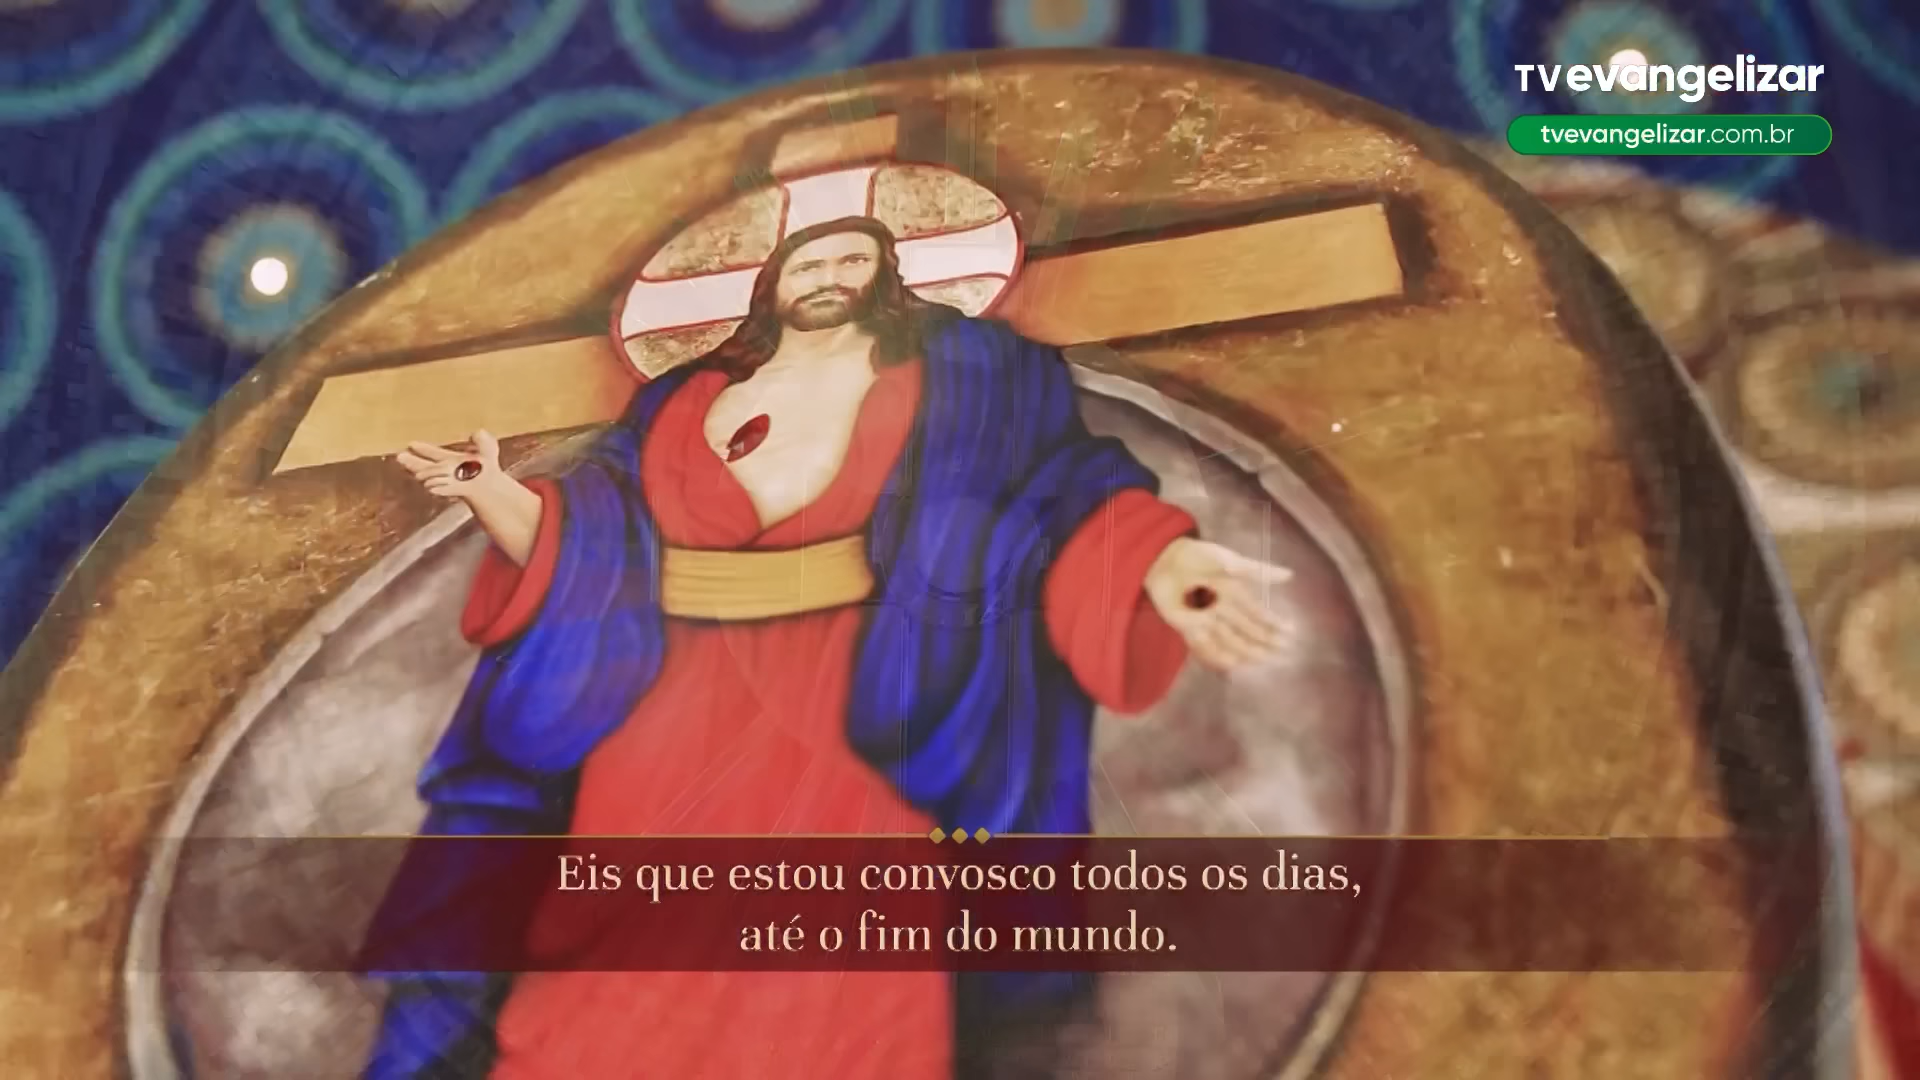 TVevangelizar
tvevangelizar.com.br
Eis que estou convosco todos os dias,
até o fim do mundo.